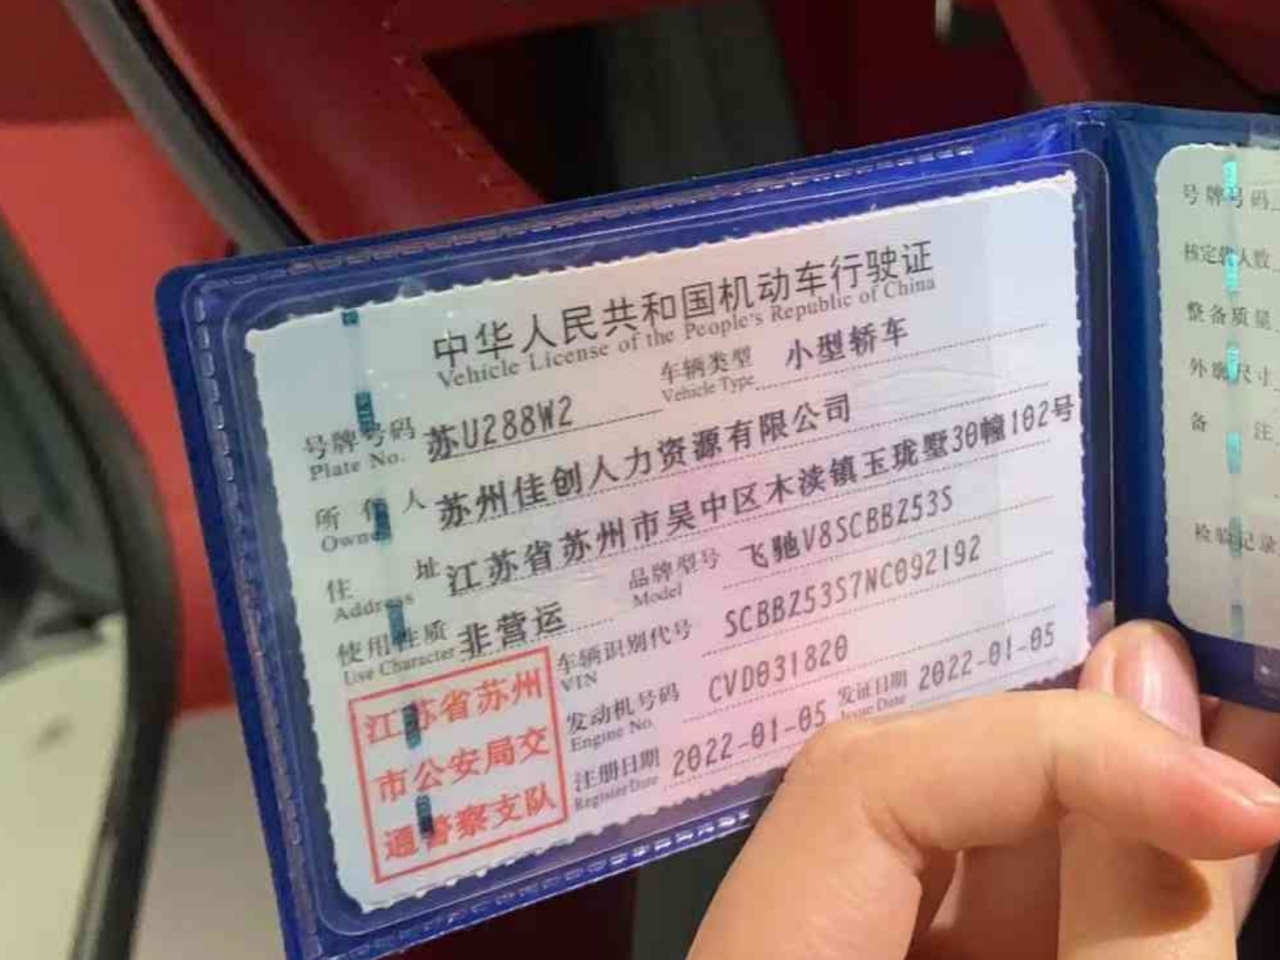 中华人民共和国机动车行驶证
Vehicle License of the People's Republic of China
号牌号码 苏U288W2 车辆类型 小型轿车
Plate No. Vehicle Type
所有人 苏州佳创人力资源有限公司
Owner
住址 江苏省苏州市吴中区木渎镇玉珑墅30幢102号
Address
使用性质 非营运 品牌型号 飞驰V8SCBBZ53S
Use Character Model
车辆识别代号 SCBBZ53S7NC092192
VIN
发动机号码 CVD031820
Engine No.
注册日期 2022-01-05 发证日期 2022-01-05
Register Date Issue Date
江苏省苏州
市公安局交
通警察支队
号牌号码
核定载人数
整备质量
外廓尺寸
备注
检验记录